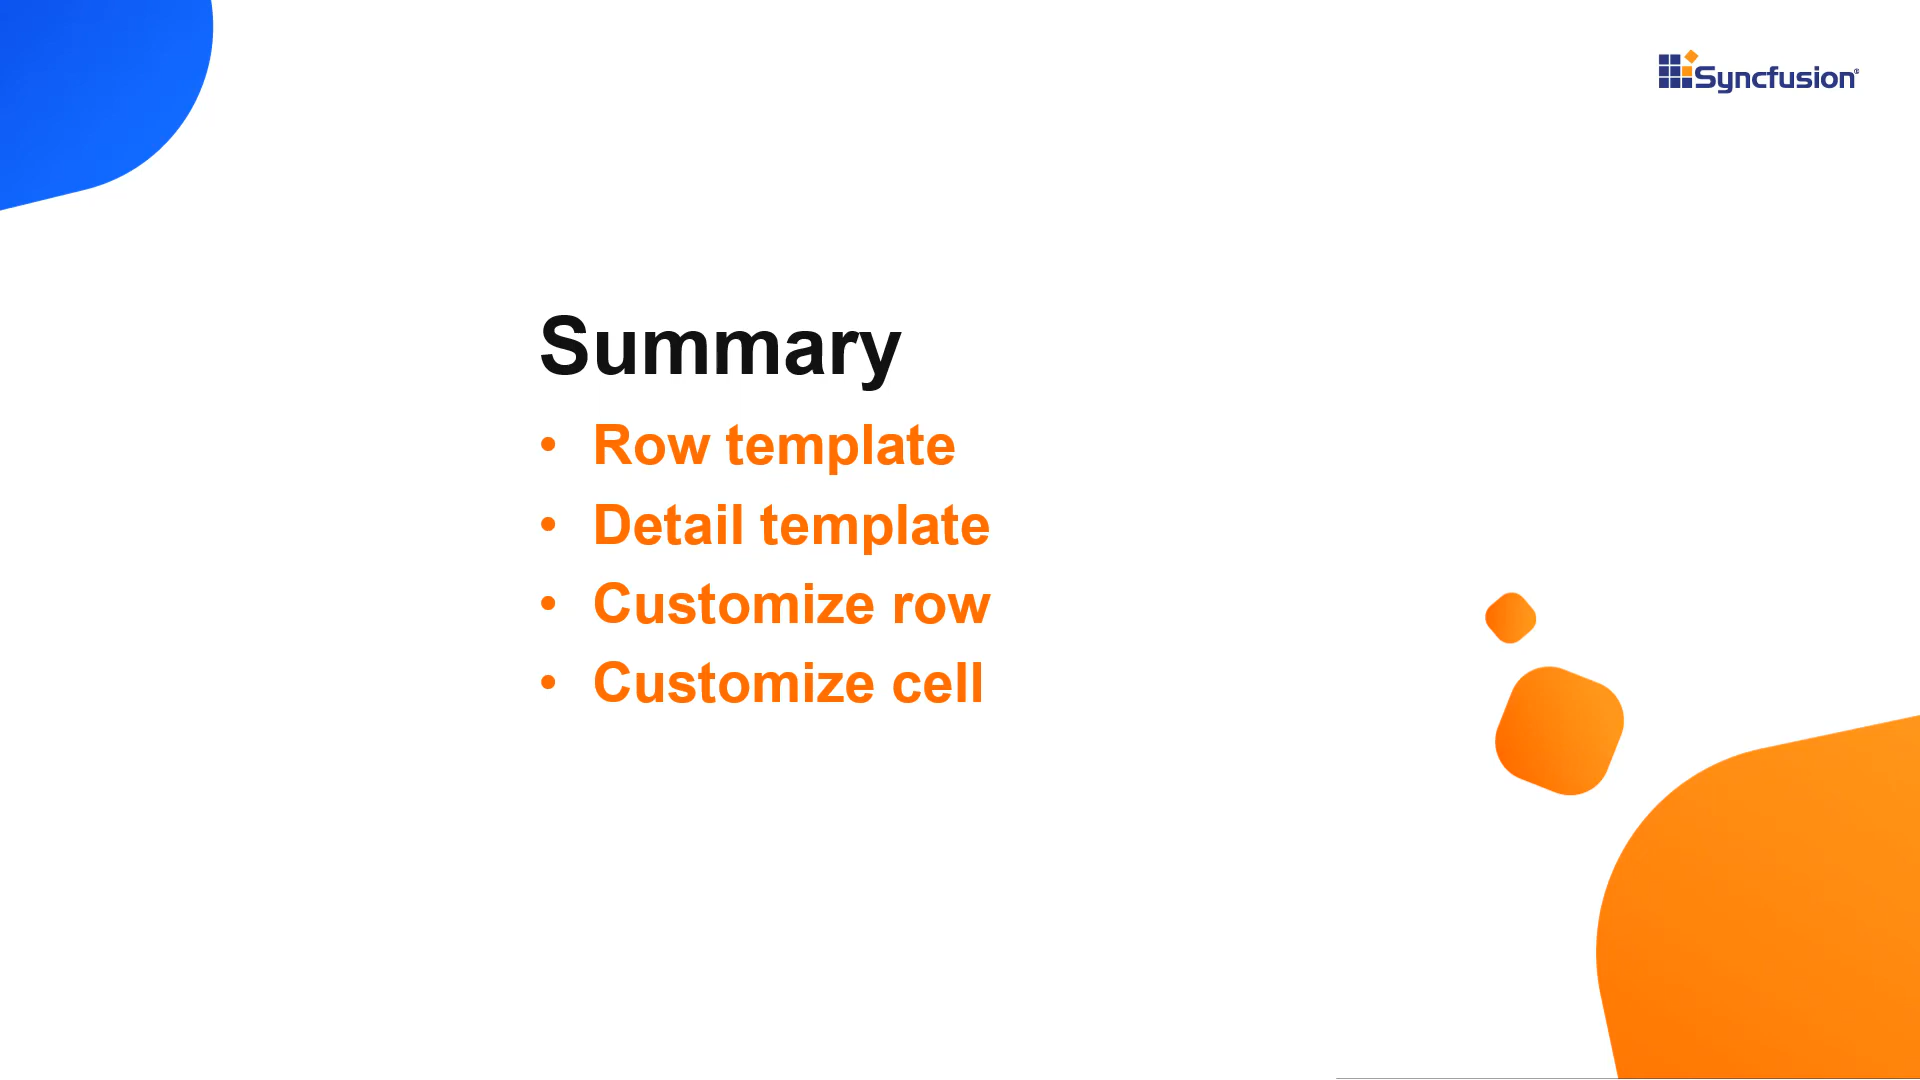 Syncfusion®
Summary
• Row template
• Detail template
• Customize row
• Customize cell